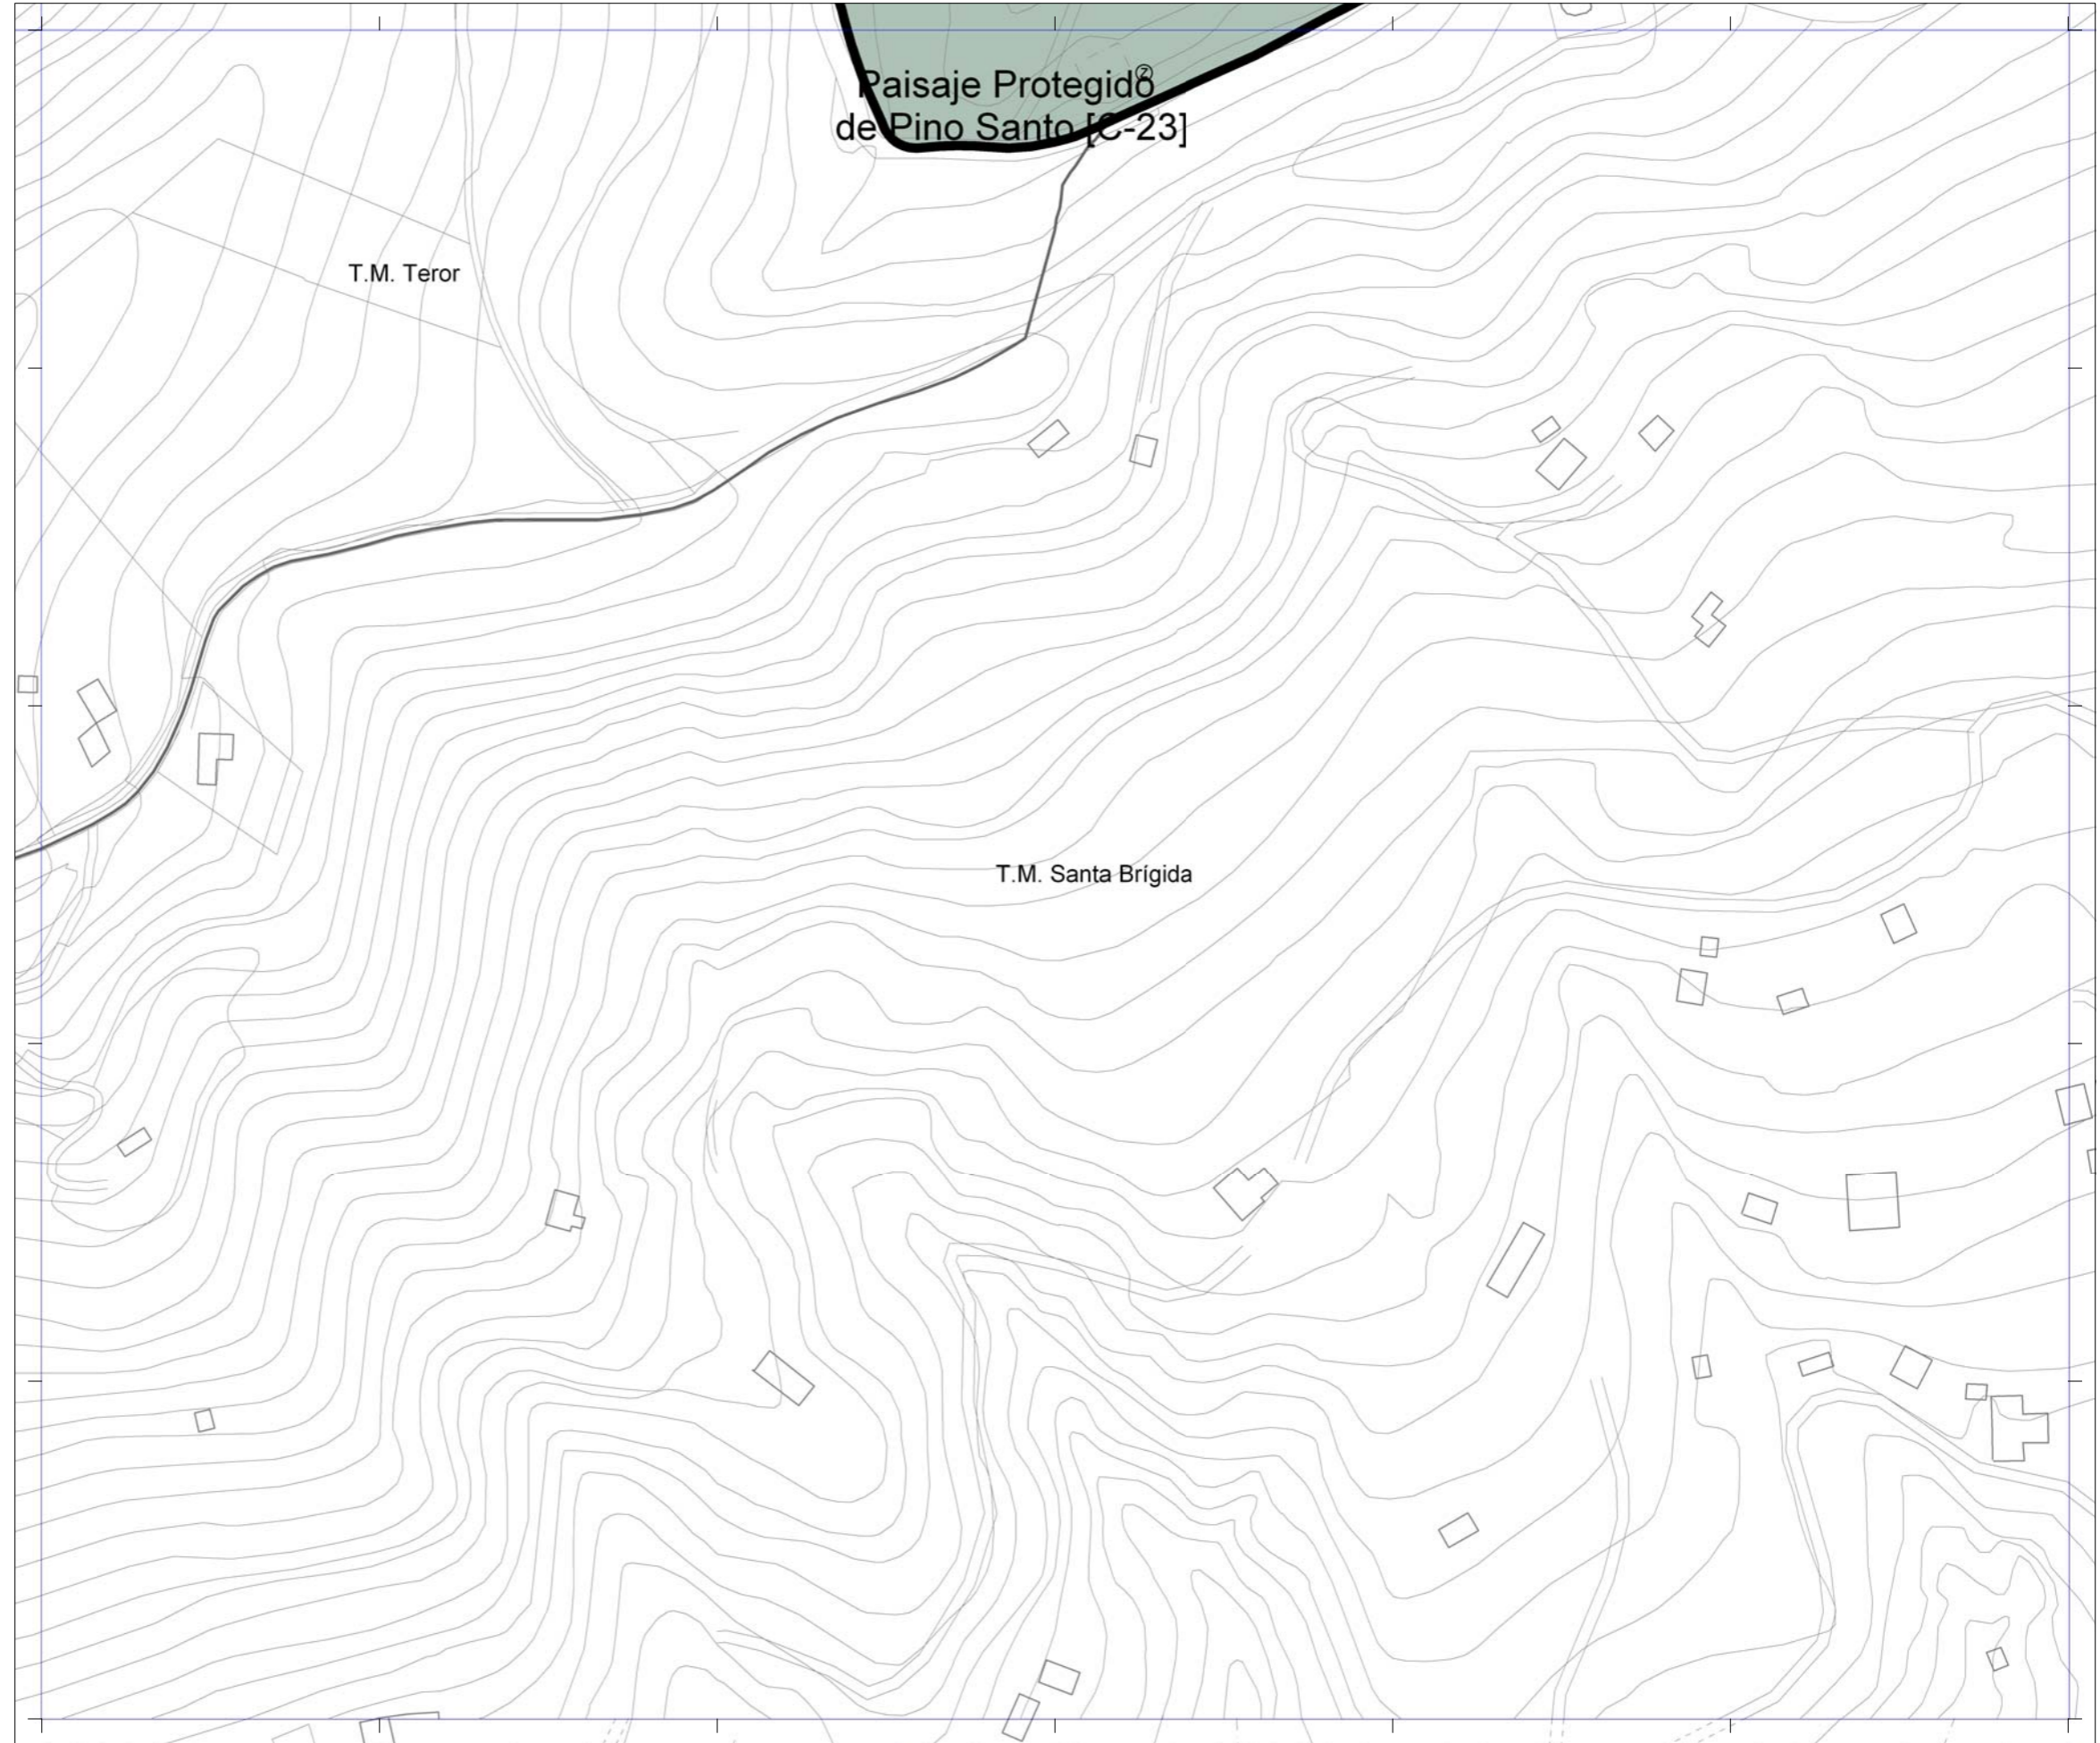 Paisaje Protegido
de Pino Santo [C-23]
T.M. Teror
T.M. Santa Brígida